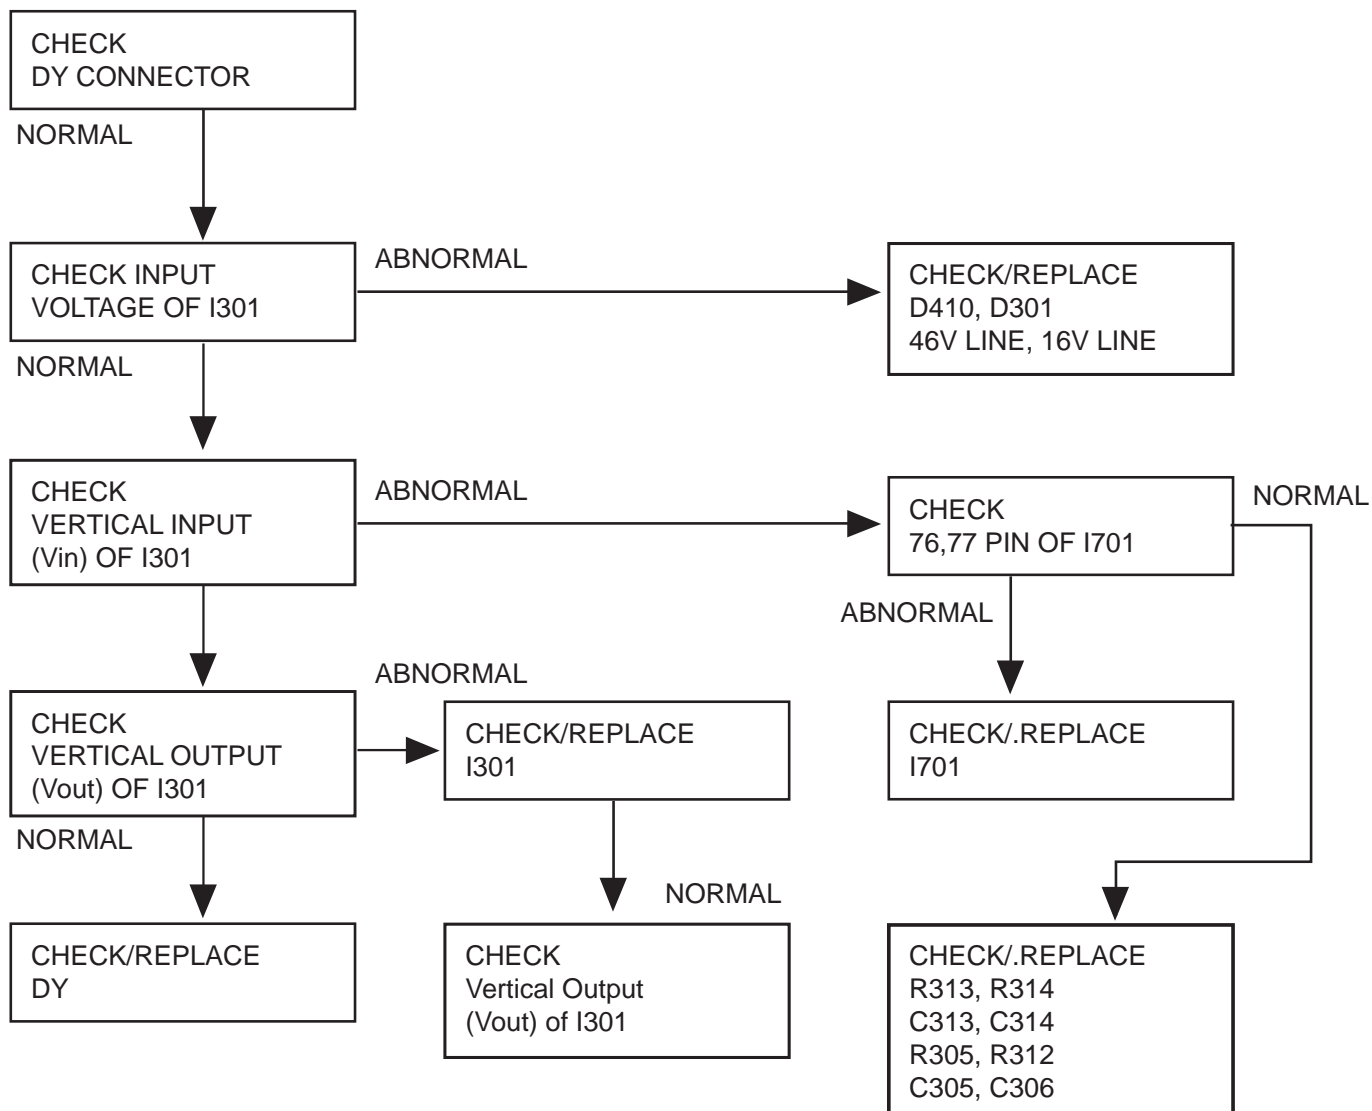 CHECK
DY CONNECTOR
NORMAL
CHECK INPUT
VOLTAGE OF I301
ABNORMAL
CHECK/REPLACE
D410, D301
46V LINE, 16V LINE
NORMAL
CHECK
VERTICAL INPUT
(Vin) OF I301
ABNORMAL
CHECK
76,77 PIN OF I701
NORMAL
ABNORMAL
CHECK
VERTICAL OUTPUT
(Vout) OF I301
ABNORMAL
CHECK/REPLACE
I301
CHECK/.REPLACE
I701
NORMAL
NORMAL
CHECK/REPLACE
DY
CHECK
Vertical Output
(Vout) of I301
CHECK/.REPLACE
R313, R314
C313, C314
R305, R312
C305, C306